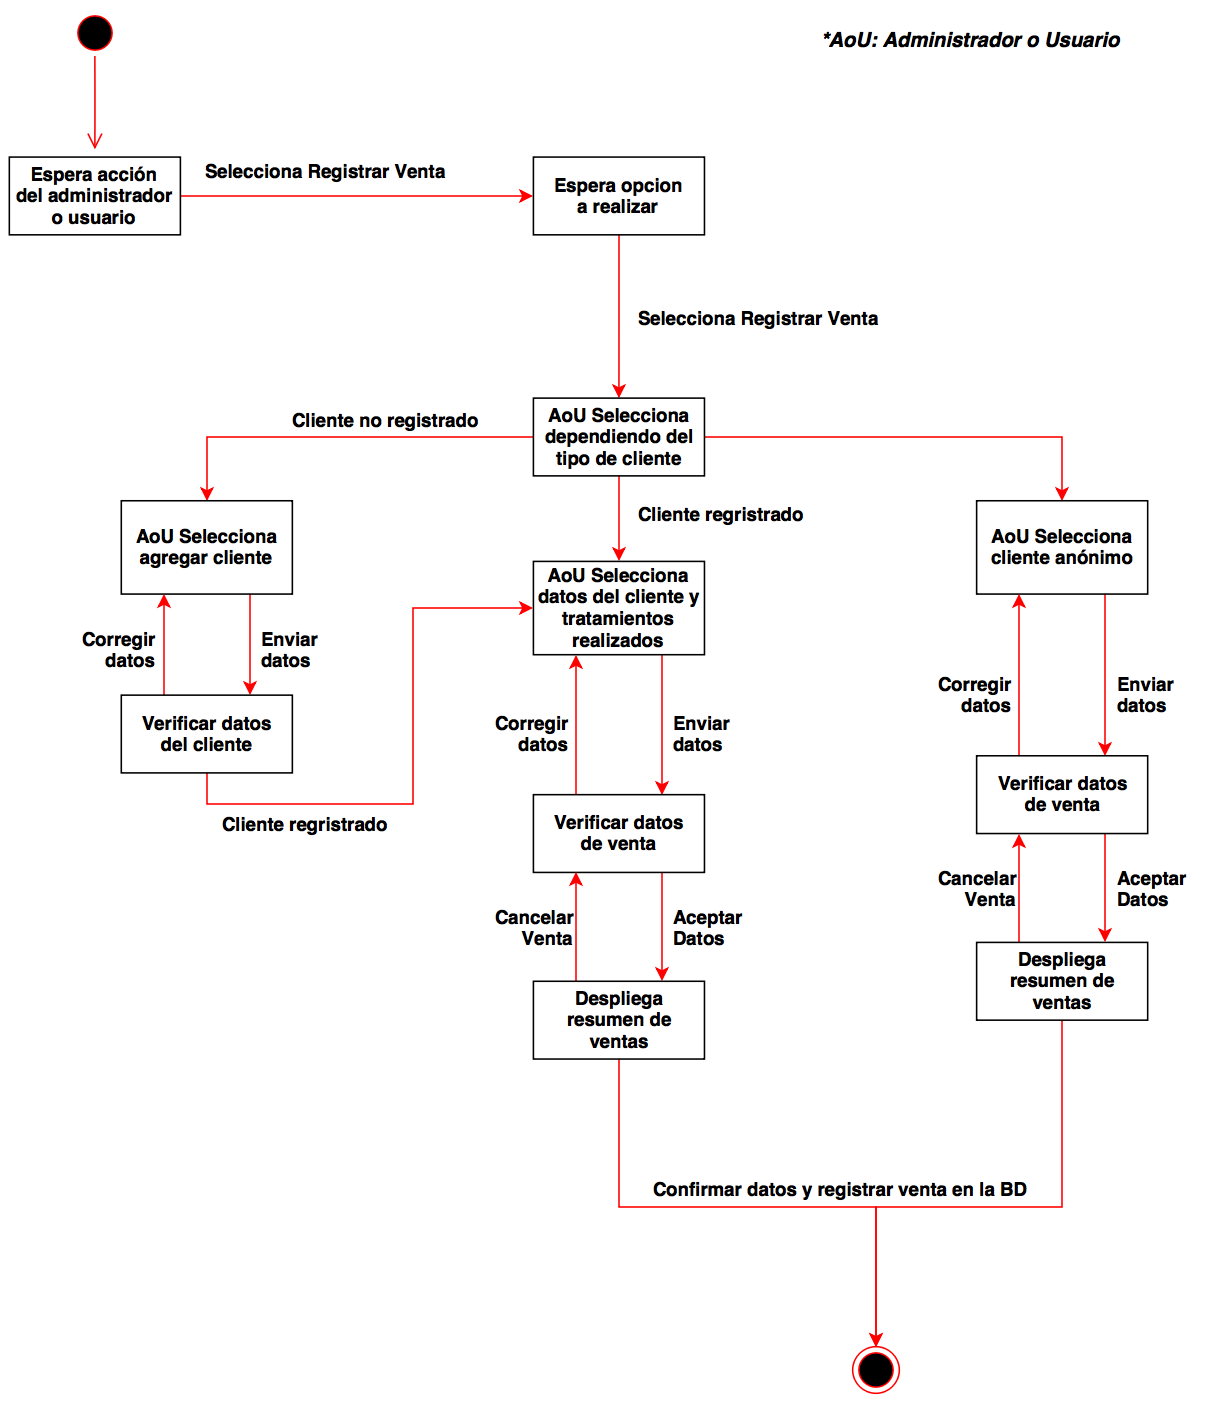 *AoU: Administrador o Usuario
Espera acción
del administrador
o usuario
Selecciona Registrar Venta
Espera opcion
a realizar
Selecciona Registrar Venta
AoU Selecciona
dependiendo del
tipo de cliente
Cliente no registrado
Cliente regristrado
AoU Selecciona
agregar cliente
AoU Selecciona
datos del cliente y
tratamientos
realizados
AoU Selecciona
cliente anónimo
Corregir
datos
Enviar
datos
Verificar datos
del cliente
Cliente regristrado
Corregir
datos
Enviar
datos
Corregir
datos
Enviar
datos
Verificar datos
de venta
Verificar datos
de venta
Cancelar
Venta
Aceptar
Datos
Cancelar
Venta
Aceptar
Datos
Despliega
resumen de
ventas
Despliega
resumen de
ventas
Confirmar datos y registrar venta en la BD